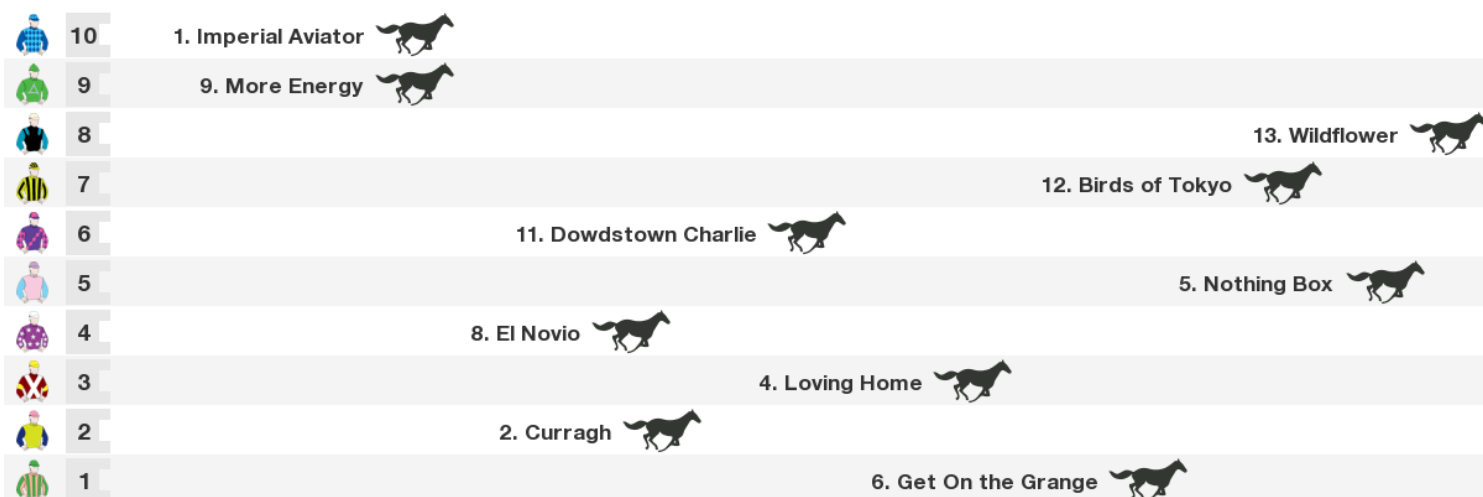 10 1. Imperial Aviator
9 9. More Energy
8 13. Wildflower
7 12. Birds of Tokyo
6 11. Dowdstown Charlie
5 5. Nothing Box
4 8. El Novio
3 4. Loving Home
2 2. Curragh
1 6. Get On the Grange